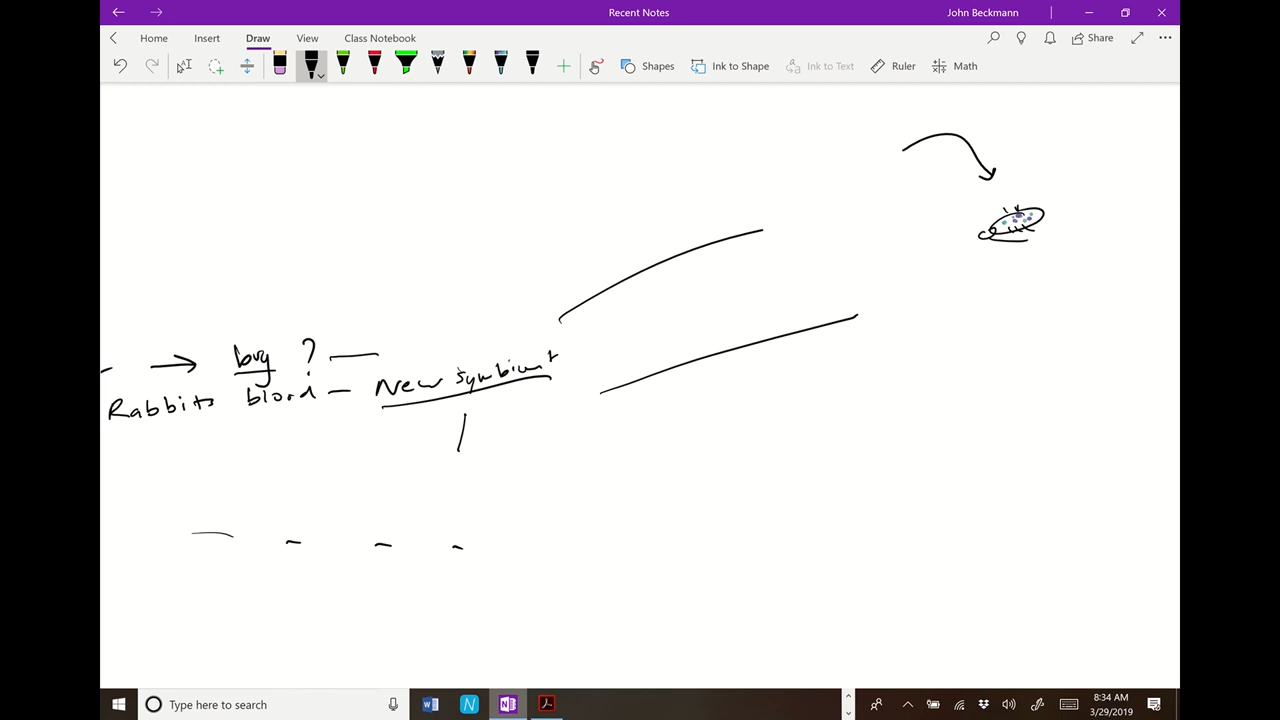 Recent Notes
John Beckmann
Home Insert Draw View Class Notebook
Share
Shapes Ink to Shape Ink to Text Ruler Math
→ bug ? —
Rabbits blood — New symbiont
Type here to search
8:34 AM
3/29/2019